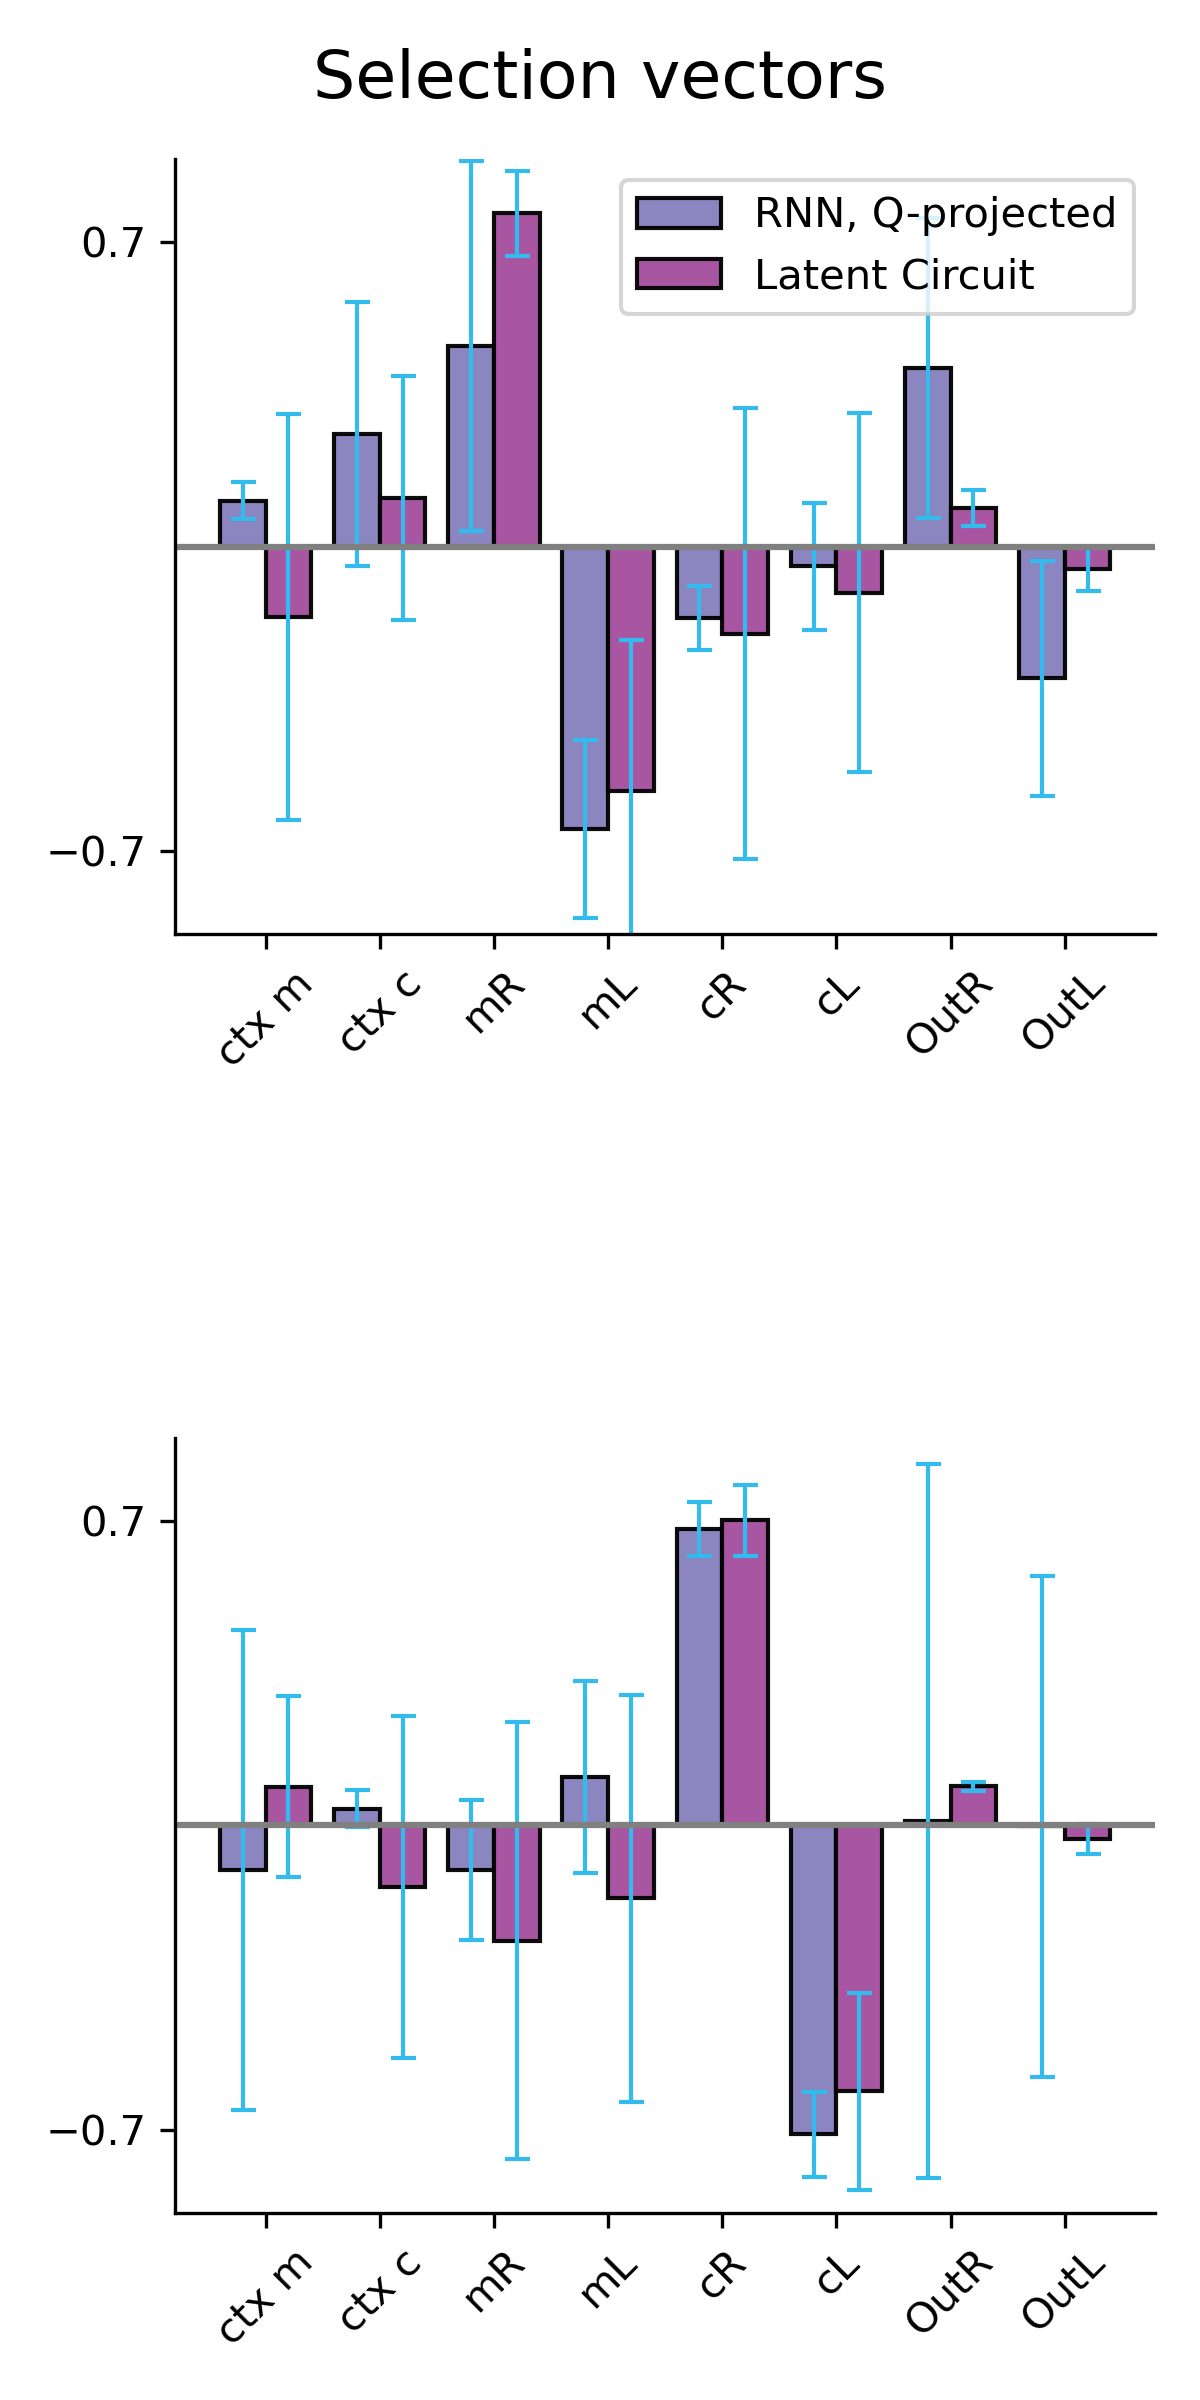 Selection vectors
0.7
−0.7
RNN, Q-projected
Latent Circuit
ctx m
ctx c
mR
mL
cR
cL
OutR
OutL
0.7
−0.7
ctx m
ctx c
mR
mL
cR
cL
OutR
OutL